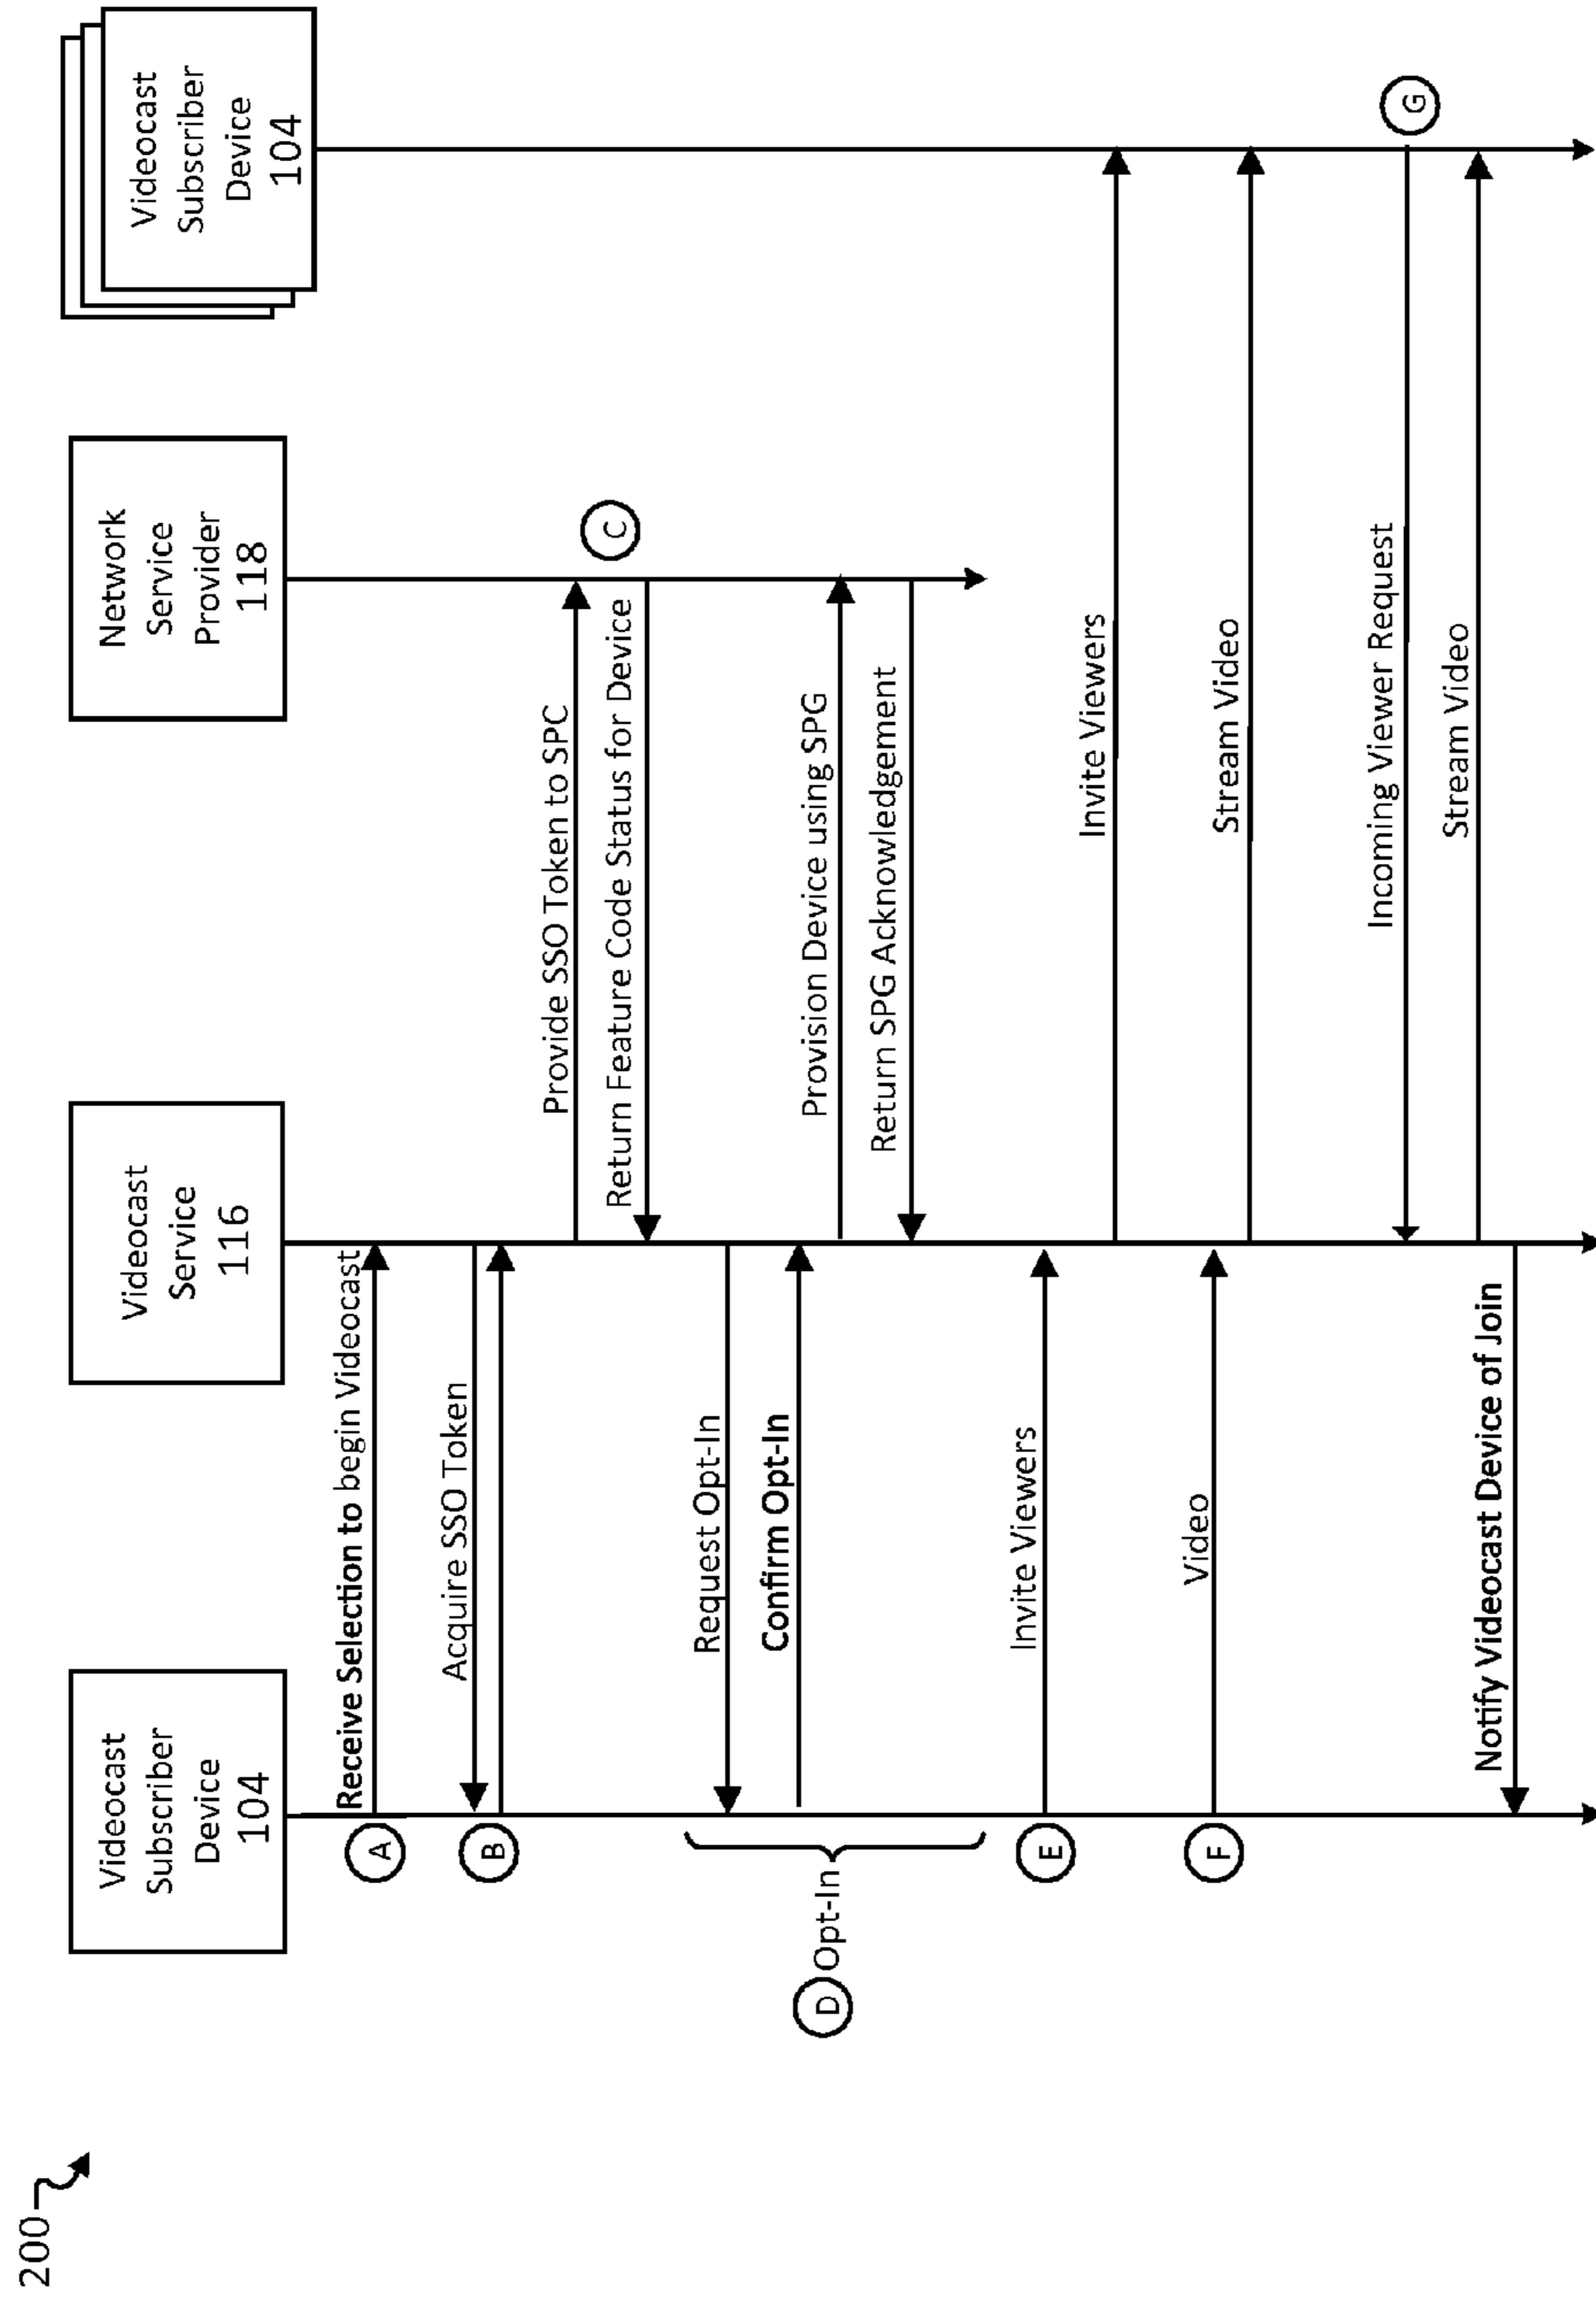 200
Videocast
Subscriber
Device
104
Videocast
Service
116
Network
Service
Provider
118
Videocast
Subscriber
Device
104
A
Receive Selection to begin Videocast
B
Acquire SSO Token
Provide SSO Token to SPC
C
Return Feature Code Status for Device
D Opt-In
Request Opt-In
Confirm Opt-In
Provision Device using SPG
Return SPG Acknowledgement
E
Invite Viewers
Invite Viewers
F
Video
Stream Video
G
Incoming Viewer Request
Stream Video
Notify Videocast Device of Join